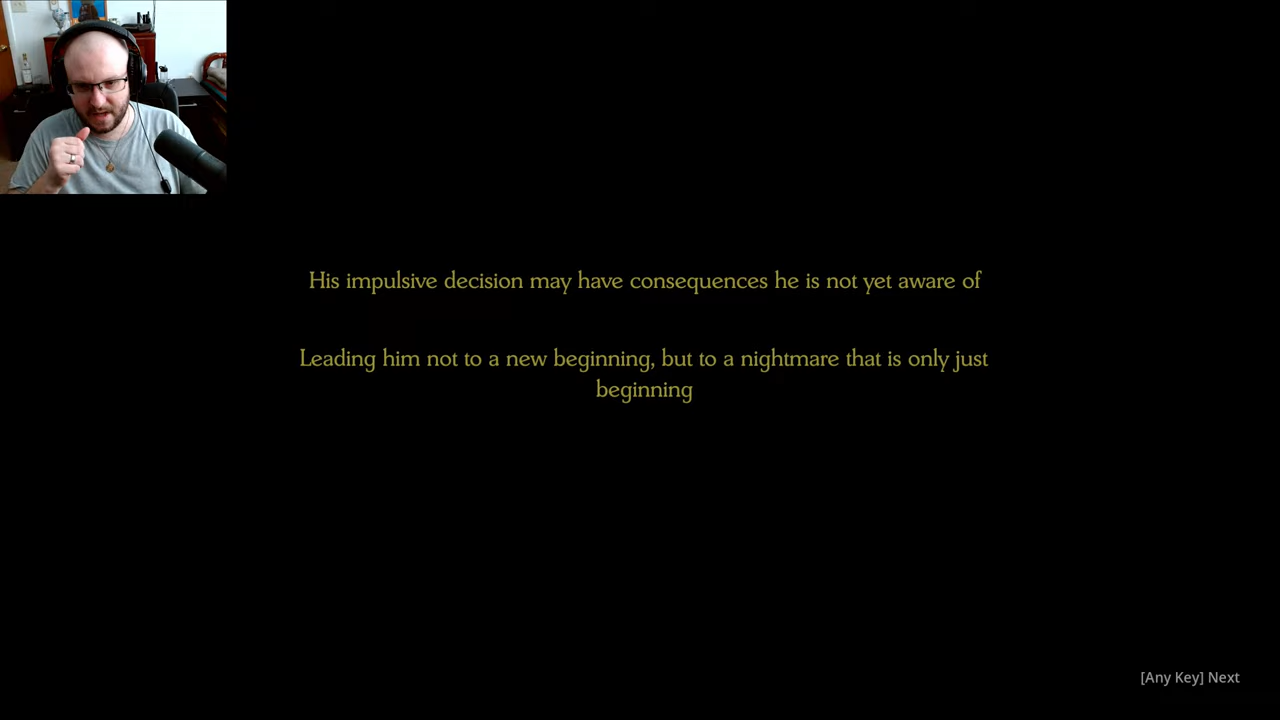 His impulsive decision may have consequences he is not yet aware of
Leading him not to a new beginning, but to a nightmare that is only just
beginning
[Any Key] Next